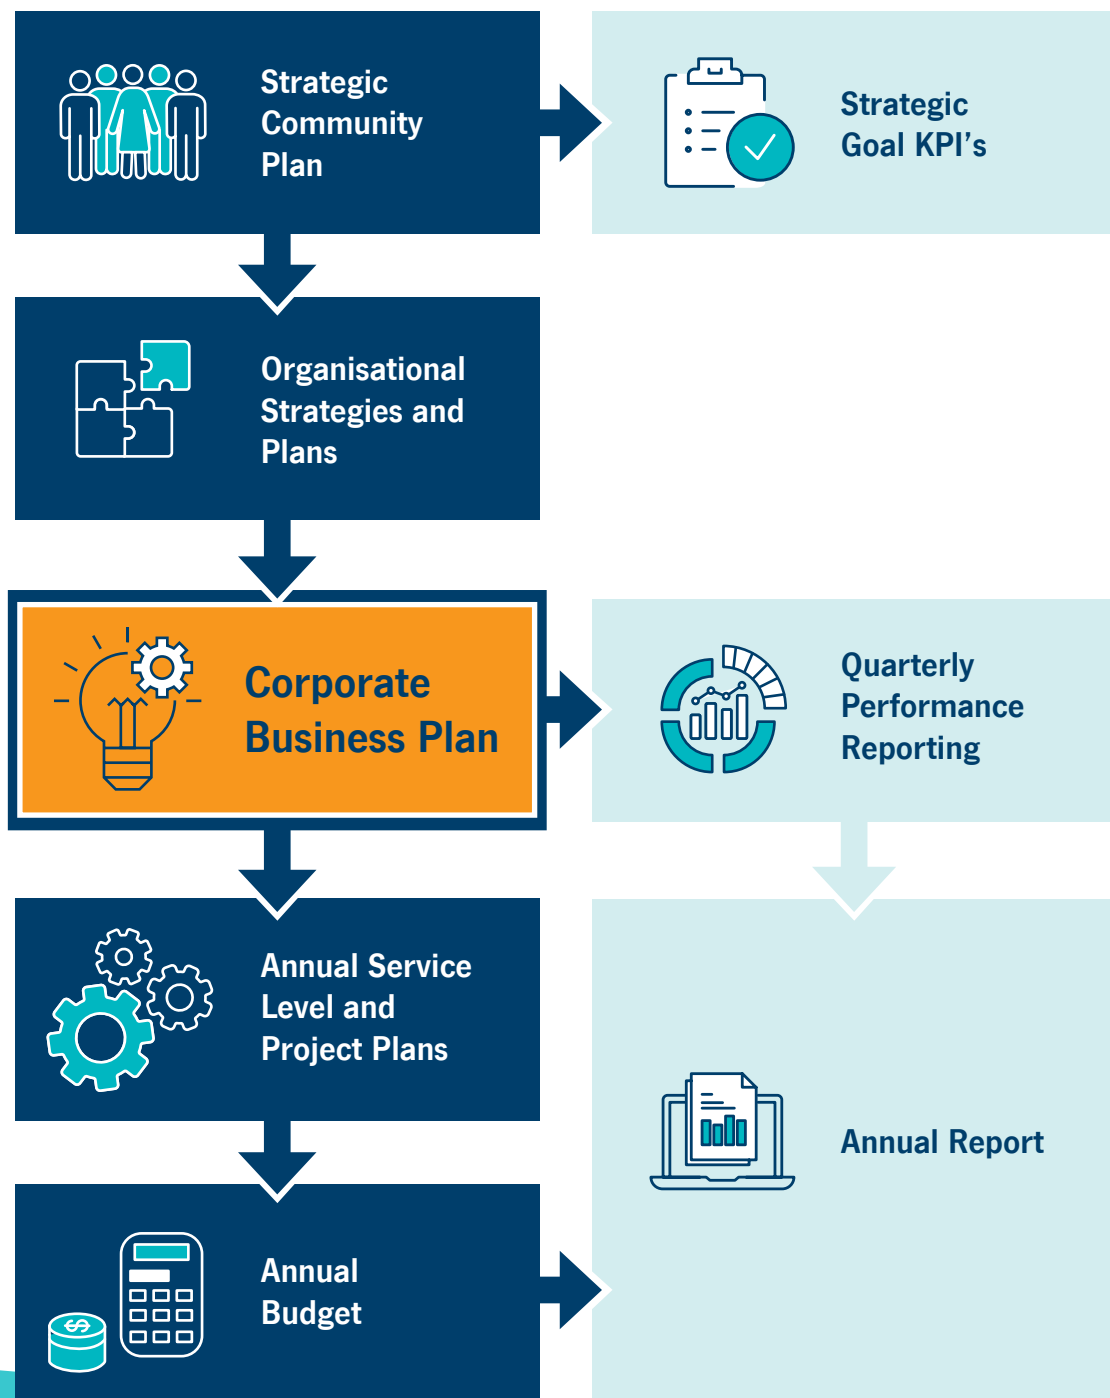 Strategic
Community
Plan
Strategic
Goal KPI's
Organisational
Strategies and
Plans
Corporate
Business Plan
Quarterly
Performance
Reporting
Annual Service
Level and
Project Plans
Annual Report
Annual
Budget
$